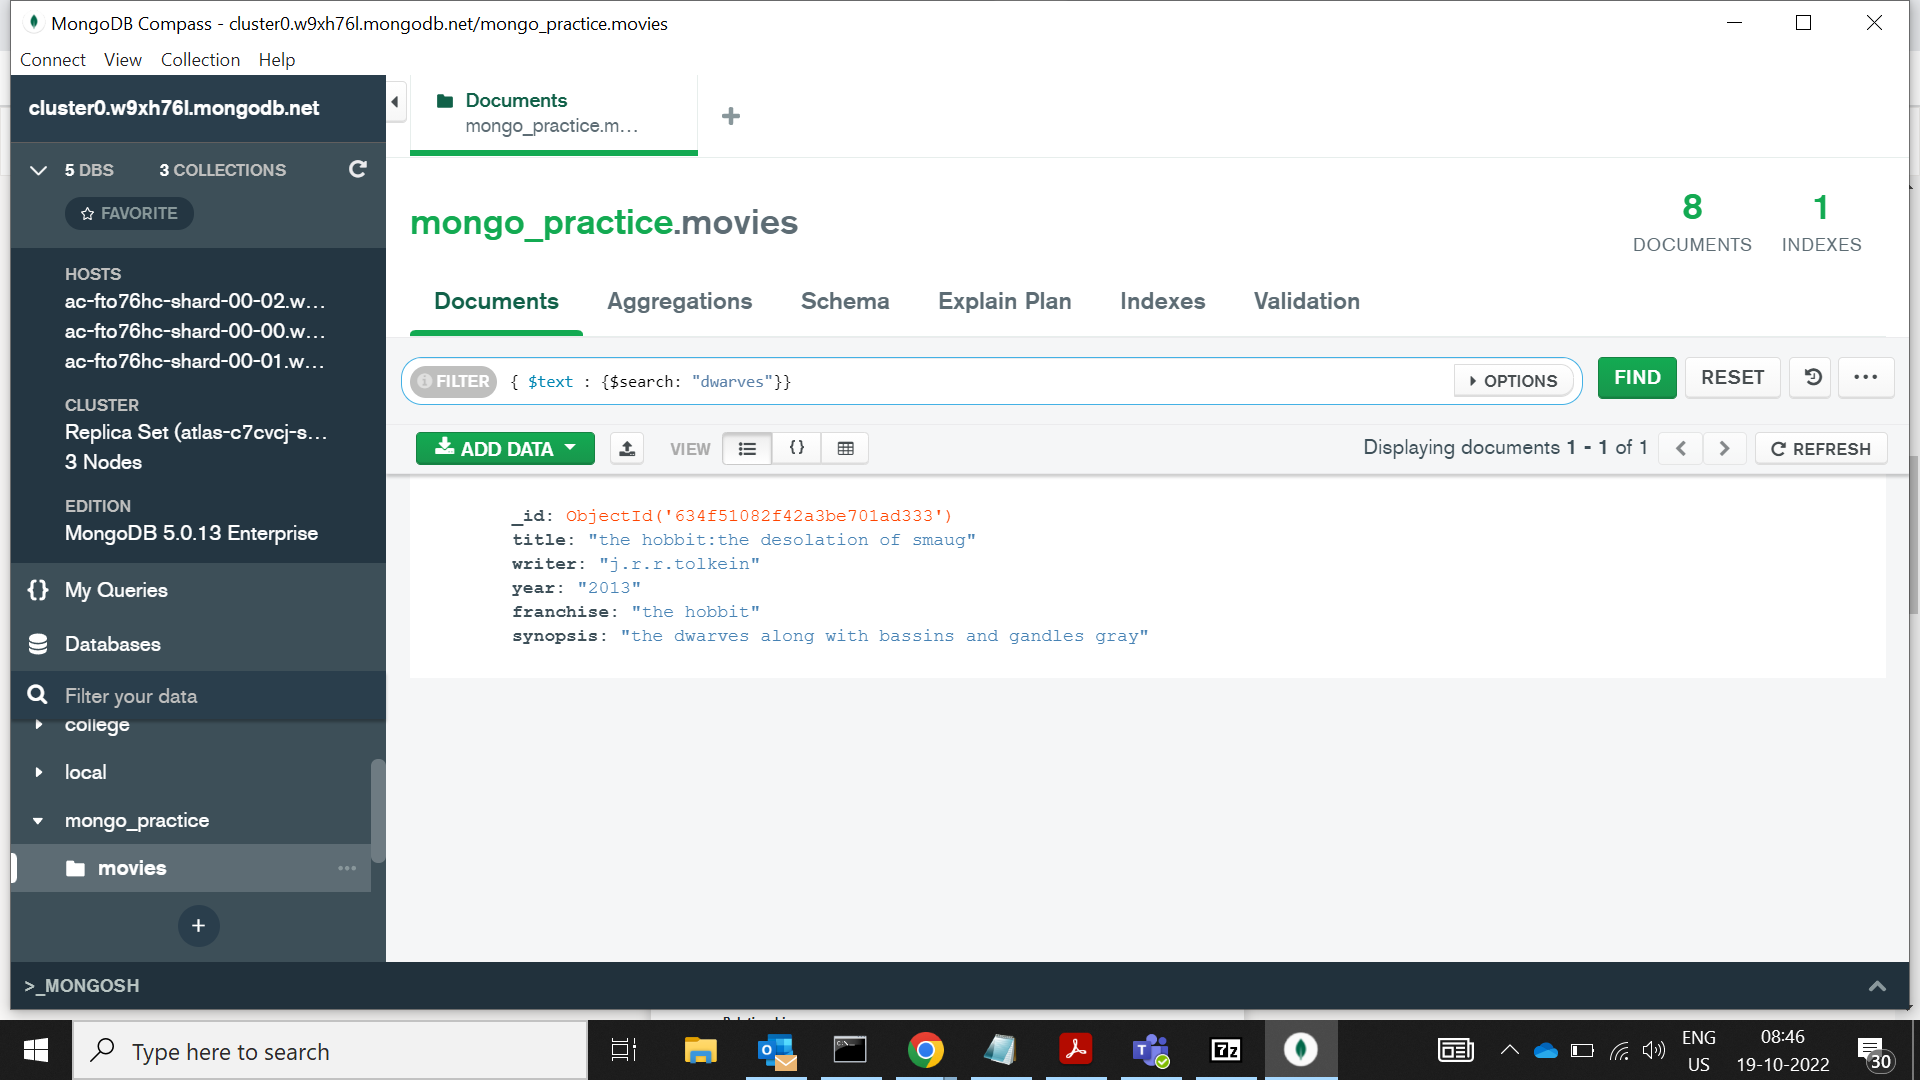 MongoDB Compass - cluster0.w9xh76l.mongodb.net/mongo_practice.movies
Connect View Collection Help
cluster0.w9xh76l.mongodb.net
5 DBS 3 COLLECTIONS
FAVORITE
HOSTS
ac-fto76hc-shard-00-02.w...
ac-fto76hc-shard-00-00.w...
ac-fto76hc-shard-00-01.w...
CLUSTER
Replica Set (atlas-c7cvcj-s...
3 Nodes
EDITION
MongoDB 5.0.13 Enterprise
{} My Queries
Databases
Filter your data
college
local
mongo_practice
movies
+
Documents
mongo_practice.m...
+
mongo_practice.movies
8 DOCUMENTS
1 INDEXES
Documents Aggregations Schema Explain Plan Indexes Validation
FILTER { $text : {$search: "dwarves"}} OPTIONS FIND RESET ...
ADD DATA VIEW {} Displaying documents 1 - 1 of 1 REFRESH
_id: ObjectId('634f51082f42a3be701ad333')
title: "the hobbit:the desolation of smaug"
writer: "j.r.r.tolkein"
year: "2013"
franchise: "the hobbit"
synopsis: "the dwarves along with bassins and gandles gray"
>_MONGOSH
Type here to search
ENG
US
08:46
19-10-2022
30